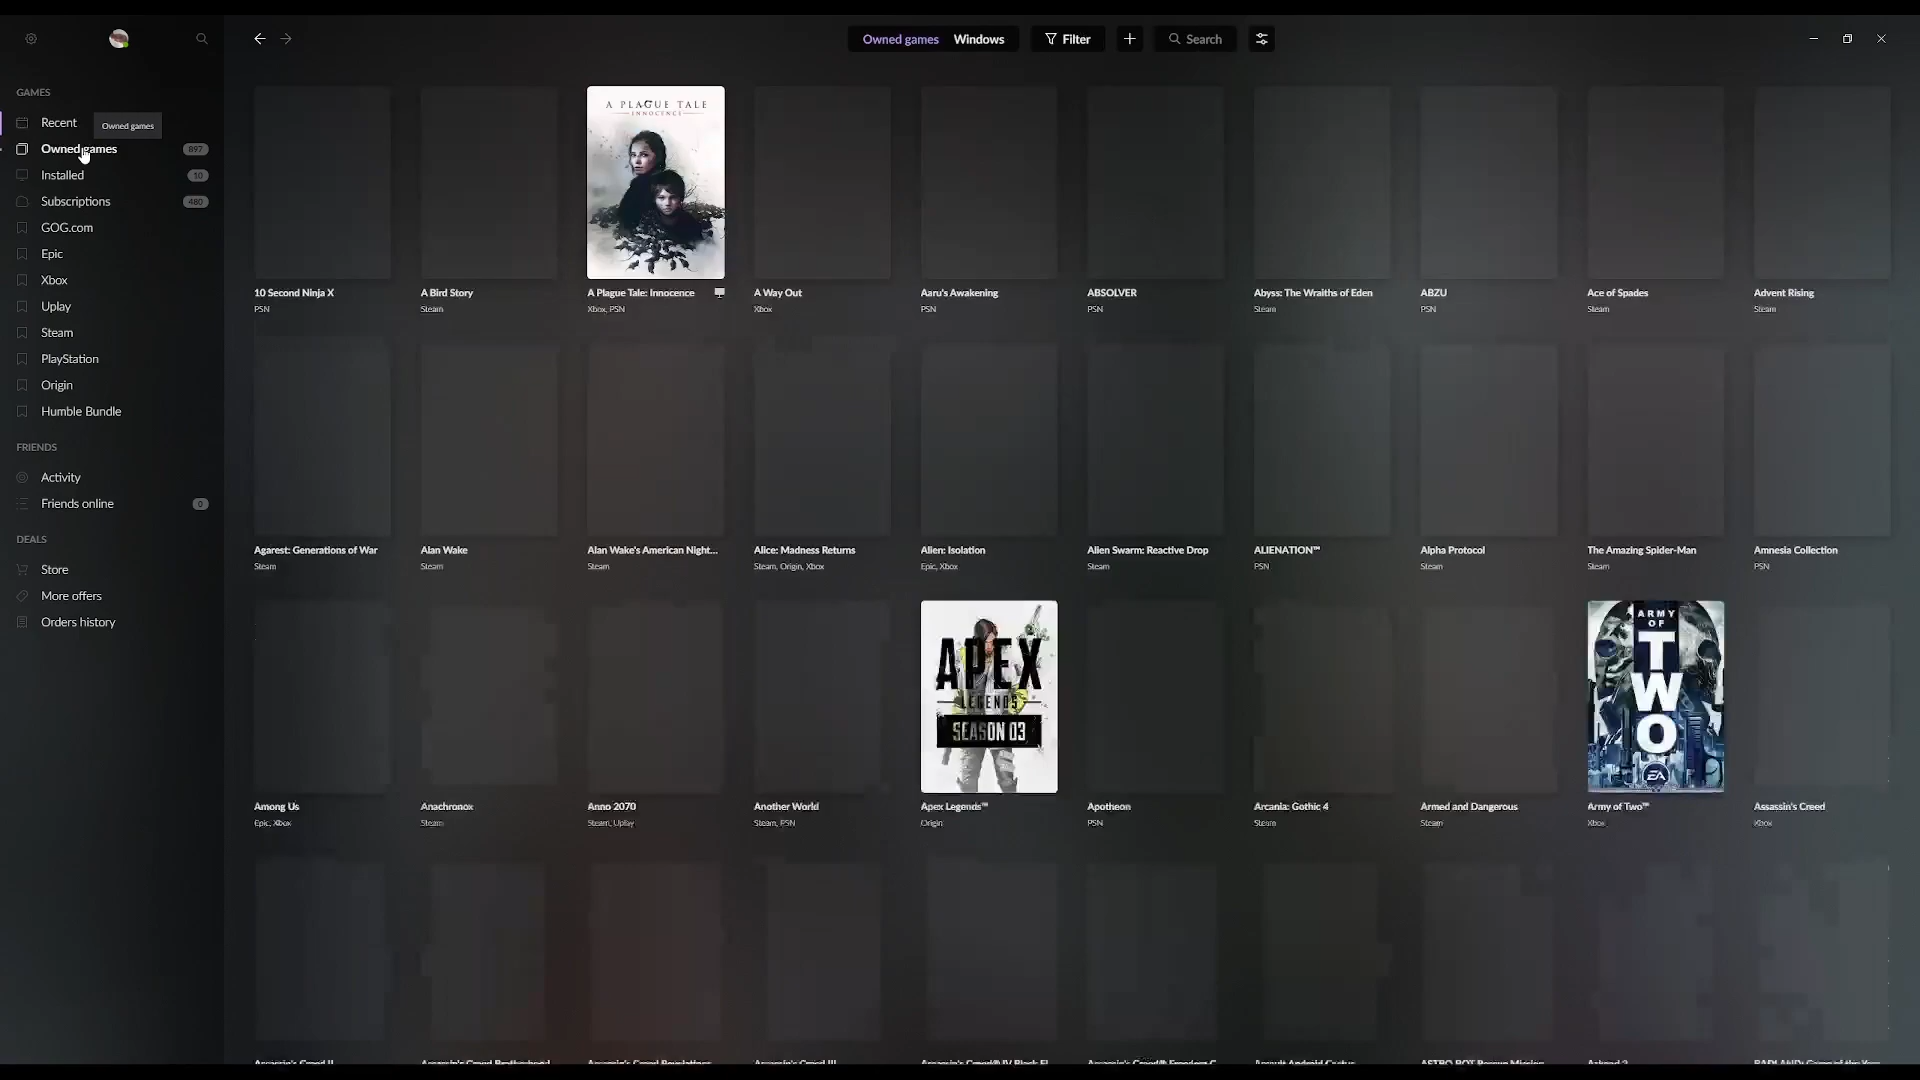 Owned games Windows Filter Search
GAMES
Recent
Owned games
Owned games 897
Installed 10
Subscriptions 480
GOG.com
Epic
Xbox
Uplay
Steam
PlayStation
Origin
Humble Bundle
FRIENDS
Activity
Friends online 0
DEALS
Store
More offers
Orders history
A PLAGUE TALE
INNOCENCE
10 Second Ninja X
PSN
A Bird Story
Steam
A Plague Tale: Innocence
Xbox, PSN
A Way Out
Xbox
Aaru's Awakening
PSN
ABSOLVER
PSN
Abyss: The Wraiths of Eden
Steam
ABZU
PSN
Ace of Spades
Steam
Advent Rising
Steam
Agarest: Generations of War
Steam
Alan Wake
Steam
Alan Wake's American Night...
Steam
Alice: Madness Returns
Steam, Origin, Xbox
Alien: Isolation
Epic, Xbox
Alien Swarm: Reactive Drop
Steam
ALIENATION™
PSN
Alpha Protocol
Steam
The Amazing Spider-Man
Steam
Amnesia Collection
PSN
APEX
LEGENDS
SEASON 03
ARMY
OF
TWO
EA
Among Us
Epic, Xbox
Anachronox
Steam
Anno 2070
Steam, Uplay
Another World
Steam, PSN
Apex Legends™
Origin
Apotheon
PSN
Arcania: Gothic 4
Steam
Armed and Dangerous
Steam
Army of Two™
Xbox
Assassin's Creed
Xbox